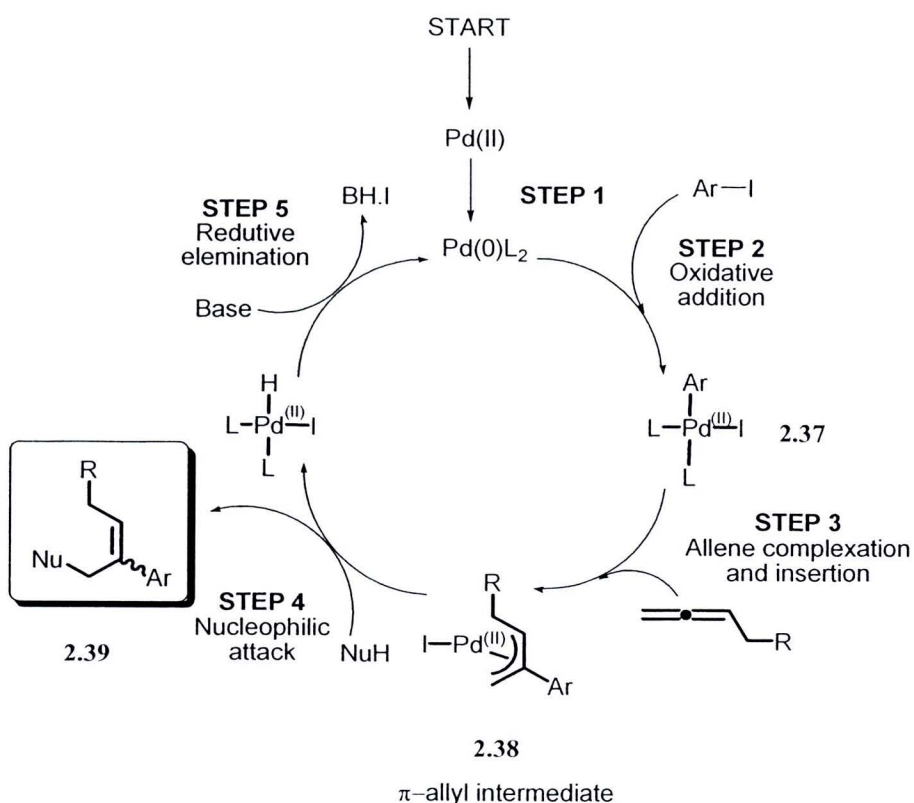 START
Pd(II)
STEP 1
Pd(0)L2
Ar—I
STEP 2
Oxidative
addition
Ar
L-Pd(II)-I
L
2.37
STEP 3
Allene complexation
and insertion
R
R
I-Pd(II)
Ar
2.38
π-allyl intermediate
STEP 4
Nucleophilic
attack
NuH
R
Nu
Ar
2.39
H
L-Pd(II)-I
L
Base
STEP 5
Redutive
elemination
BH.I